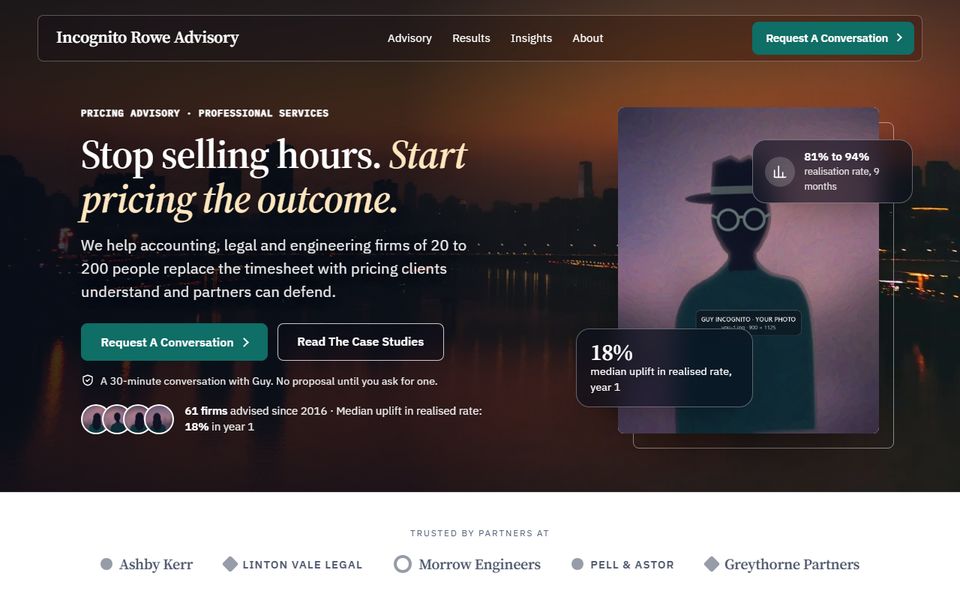 Incognito Rowe Advisory
Advisory
Results
Insights
About
Request A Conversation
PRICING ADVISORY · PROFESSIONAL SERVICES
Stop selling hours. Start
pricing the outcome.
We help accounting, legal and engineering firms of 20 to
200 people replace the timesheet with pricing clients
understand and partners can defend.
Request A Conversation
Read The Case Studies
A 30-minute conversation with Guy. No proposal until you ask for one.
61 firms advised since 2016 · Median uplift in realised rate:
18% in year 1
81% to 94%
realisation rate, 9
months
GUY INCOGNITO · YOUR PHOTO
900 × 1125
18%
median uplift in realised rate,
year 1
TRUSTED BY PARTNERS AT
Ashby Kerr
LINTON VALE LEGAL
Morrow Engineers
PELL & ASTOR
Greythorne Partners